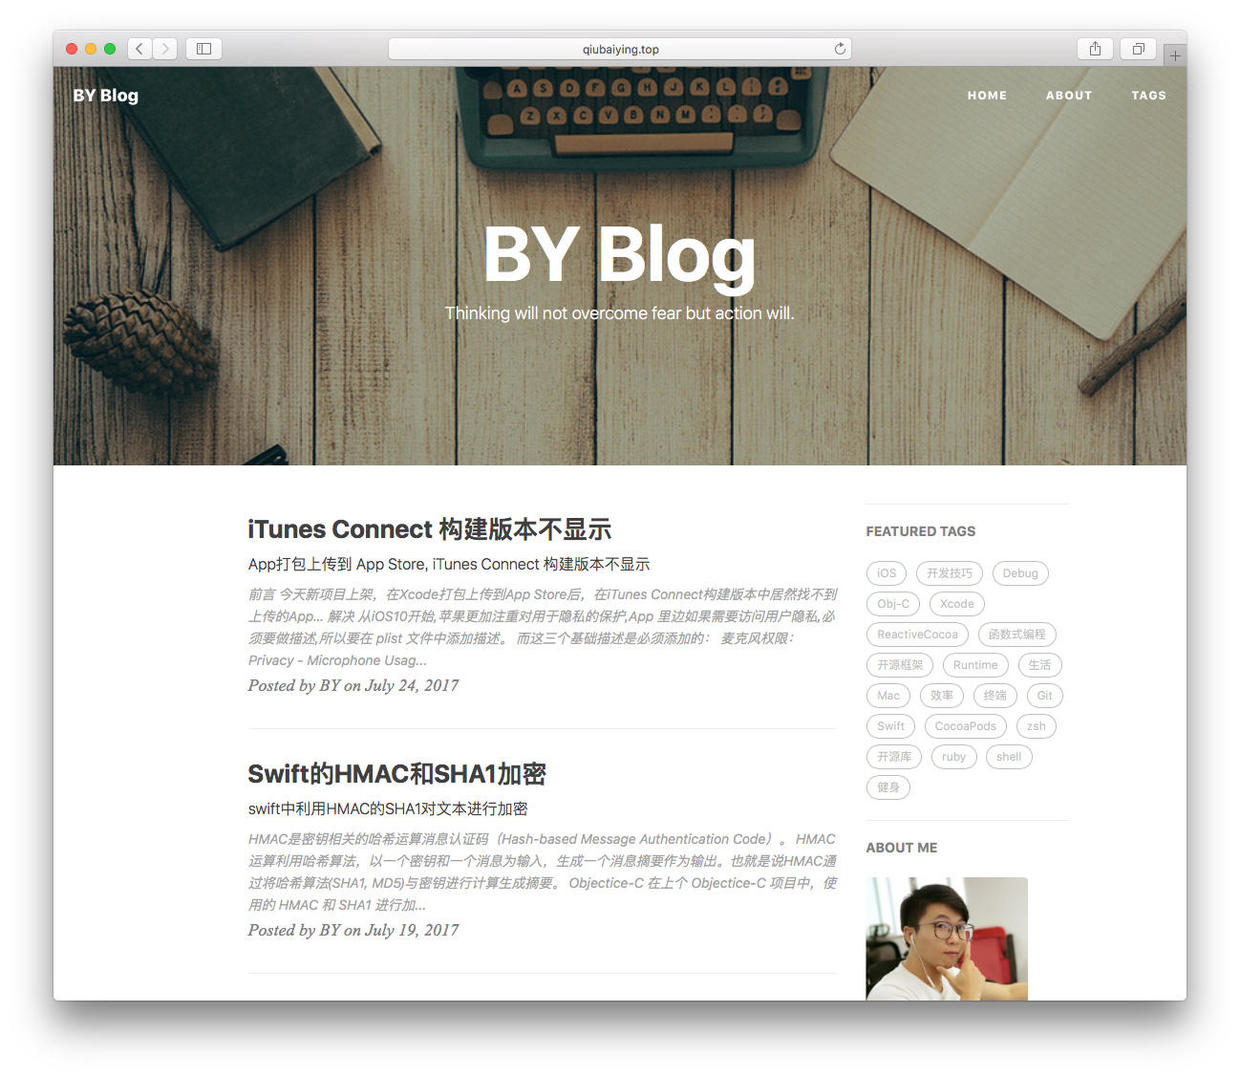 qiubaiying.top
BY Blog
HOME ABOUT TAGS
A S D F G H J K L
Z X C V B N M
BY Blog
Thinking will not overcome fear but action will.
iTunes Connect 构建版本不显示
App打包上传到 App Store, iTunes Connect 构建版本不显示
前言 今天新项目上架，在Xcode打包上传到App Store后，在iTunes Connect构建版本中居然找不到
上传的App... 解决 从iOS10开始,苹果更加注重对用于隐私的保护,App 里边如果需要访问用户隐私,必
须要做描述,所以要在 plist 文件中添加描述。 而这三个基础描述是必须添加的： 麦克风权限：
Privacy - Microphone Usag...
Posted by BY on July 24, 2017
Swift的HMAC和SHA1加密
swift中利用HMAC的SHA1对文本进行加密
HMAC是密钥相关的哈希运算消息认证码（Hash-based Message Authentication Code）。 HMAC
运算利用哈希算法，以一个密钥和一个消息为输入，生成一个消息摘要作为输出。也就是说HMAC通
过将哈希算法(SHA1, MD5)与密钥进行计算生成摘要。 Objectice-C 在上个 Objectice-C 项目中，使
用的 HMAC 和 SHA1 进行加...
Posted by BY on July 19, 2017
FEATURED TAGS
iOS 开发技巧 Debug
Obj-C Xcode
ReactiveCocoa 函数式编程
开源框架 Runtime 生活
Mac 效率 终端 Git
Swift CocoaPods zsh
开源库 ruby shell
健身
ABOUT ME